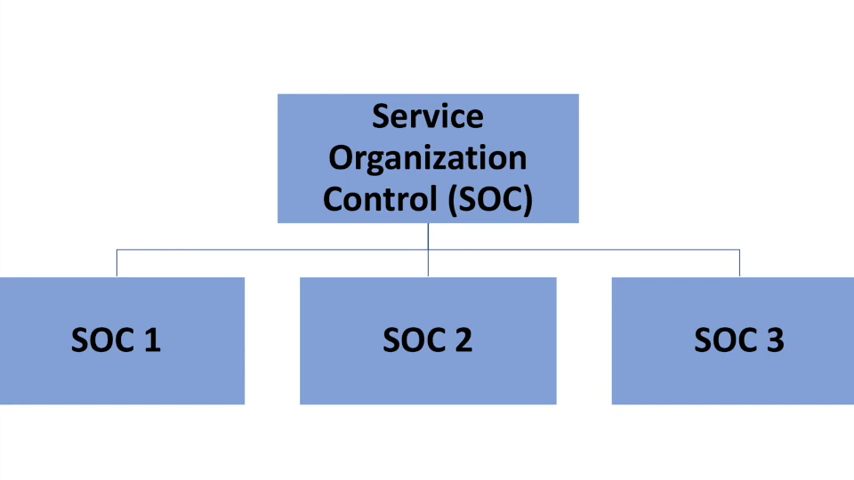 Service
Organization
Control (SOC)
SOC 1
SOC 2
SOC 3